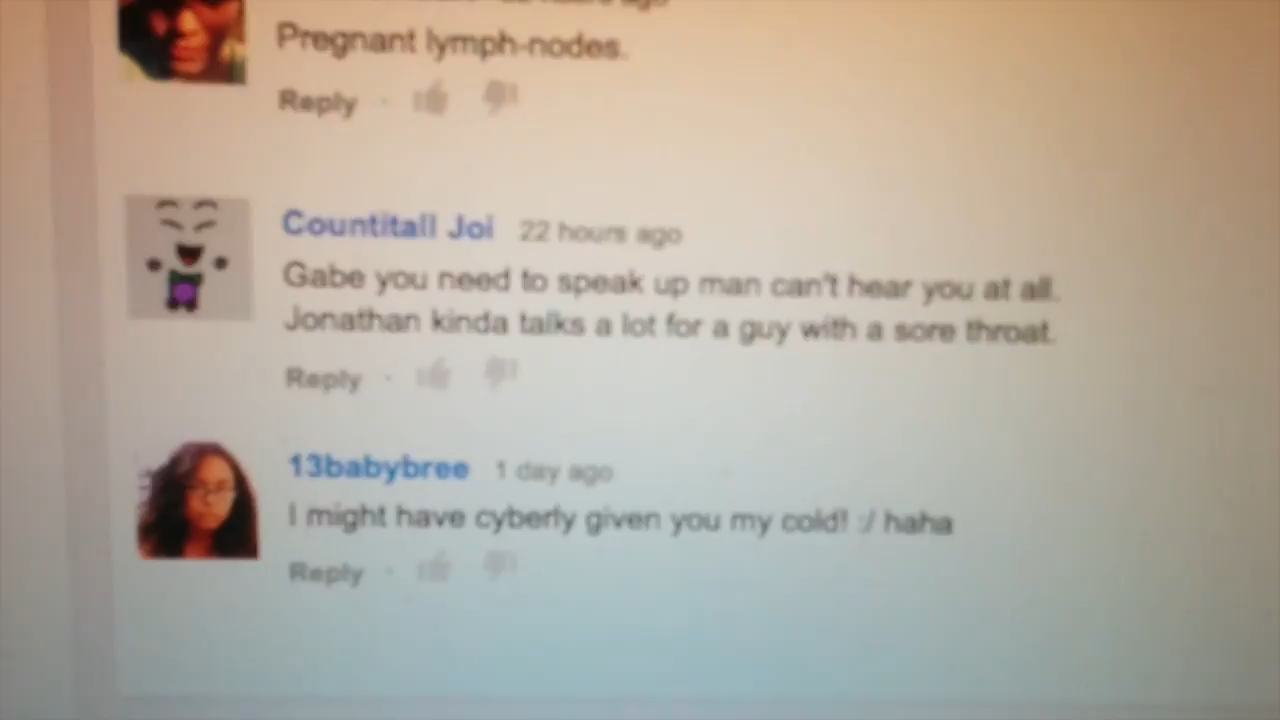 Pregnant lymph-nodes.
Reply
Countitall Joi 22 hours ago
Gabe you need to speak up man can't hear you at all.
Jonathan kinda talks a lot for a guy with a sore throat.
Reply
13babybree 1 day ago
I might have cyberly given you my cold! :/ haha
Reply